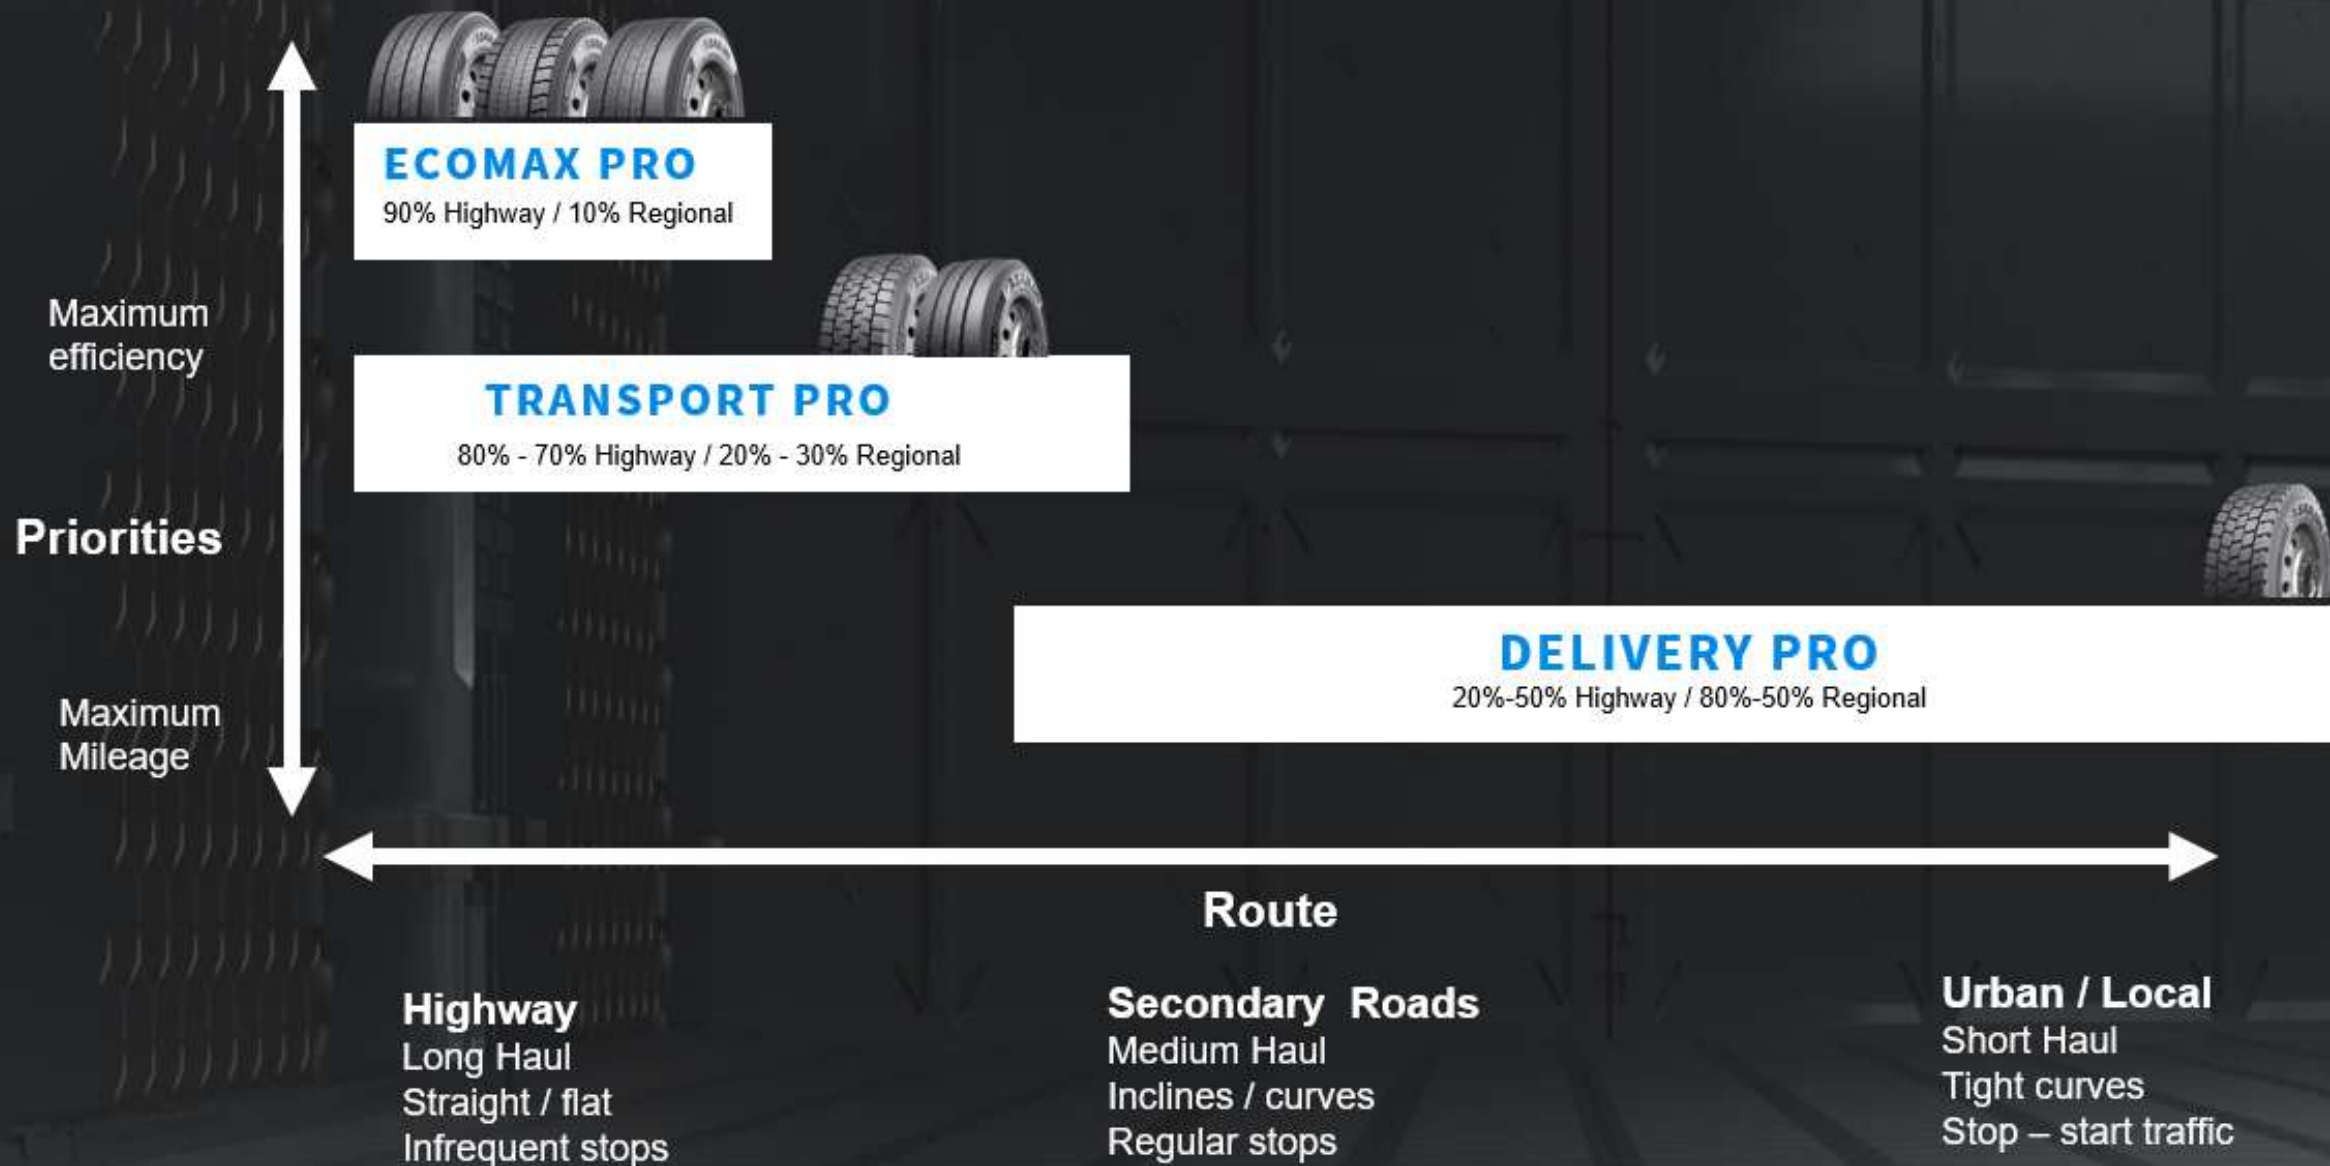 ECOMAX PRO
90% Highway / 10% Regional
Maximum
efficiency
TRANSPORT PRO
80% - 70% Highway / 20% - 30% Regional
Priorities
DELIVERY PRO
20%-50% Highway / 80%-50% Regional
Maximum
Mileage
Route
Highway
Long Haul
Straight / flat
Infrequent stops
Secondary Roads
Medium Haul
Inclines / curves
Regular stops
Urban / Local
Short Haul
Tight curves
Stop – start traffic